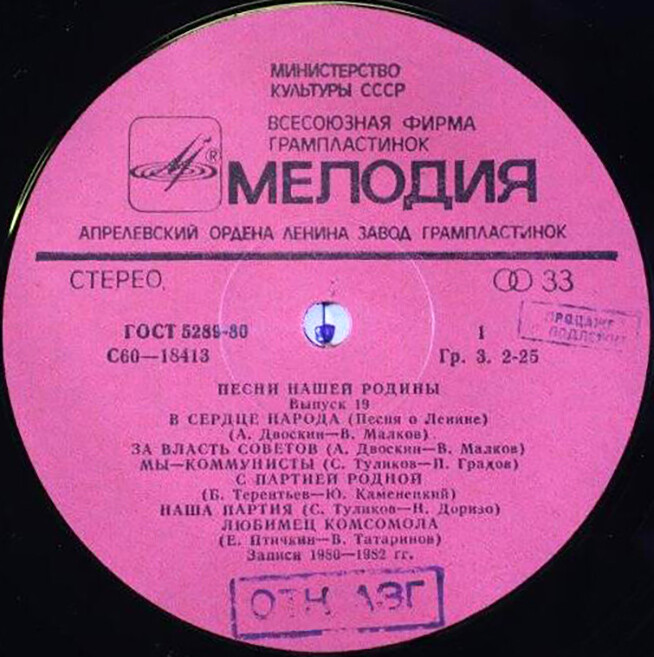 МИНИСТЕРСТВО
КУЛЬТУРЫ СССР
ВСЕСОЮЗНАЯ ФИРМА
ГРАМПЛАСТИНОК
®
МЕЛОДИЯ
АПРЕЛЕВСКИЙ ОРДЕНА ЛЕНИНА ЗАВОД ГРАМПЛАСТИНОК
СТЕРЕО, 33
ГОСТ 5289-80 1
С60—18413 Гр. 3. 2-25
ПРОДАЖЕ
ПЕСНИ НАШЕЙ РОДИНЫ
Выпуск 19
В СЕРДЦЕ НАРОДА (Песня о Ленине)
(А. Двоскин—В. Малков)
ЗА ВЛАСТЬ СОВЕТОВ (А. Двоскин—В. Малков)
МЫ—КОММУНИСТЫ (С. Туликов—П. Градов)
С ПАРТИЕЙ РОДНОЙ
(Б. Терентьев—Ю. Каменецкий)
НАША ПАРТИЯ (С. Туликов—Н. Доризо)
ЛЮБИМЕЦ КОМСОМОЛА
(Е. Птичкин—В. Татаринов)
Записи 1980—1982 гг.
ОТН АЗГ